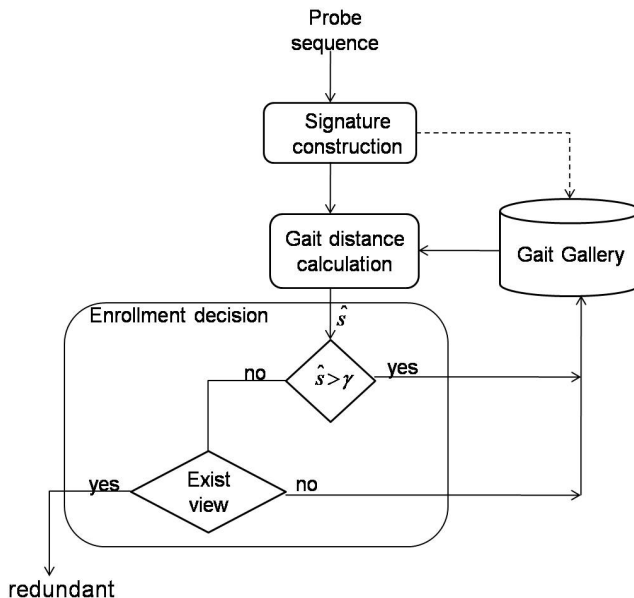 Probe
sequence
Signature
construction
Gait distance
calculation
Gait Gallery
Enrollment decision
ŝ
no
ŝ>γ
yes
yes
Exist
view
no
redundant